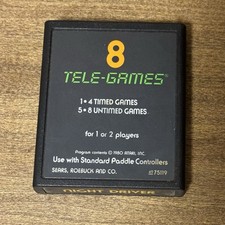 8
TELE-GAMES
1-4 TIMED GAMES
5-8 UNTIMED GAMES
for 1 or 2 players
Program contents © 1980 ATARI, INC.
Use with Standard Paddle Controllers
SEARS, ROEBUCK AND CO.
NIGHT DRIVER